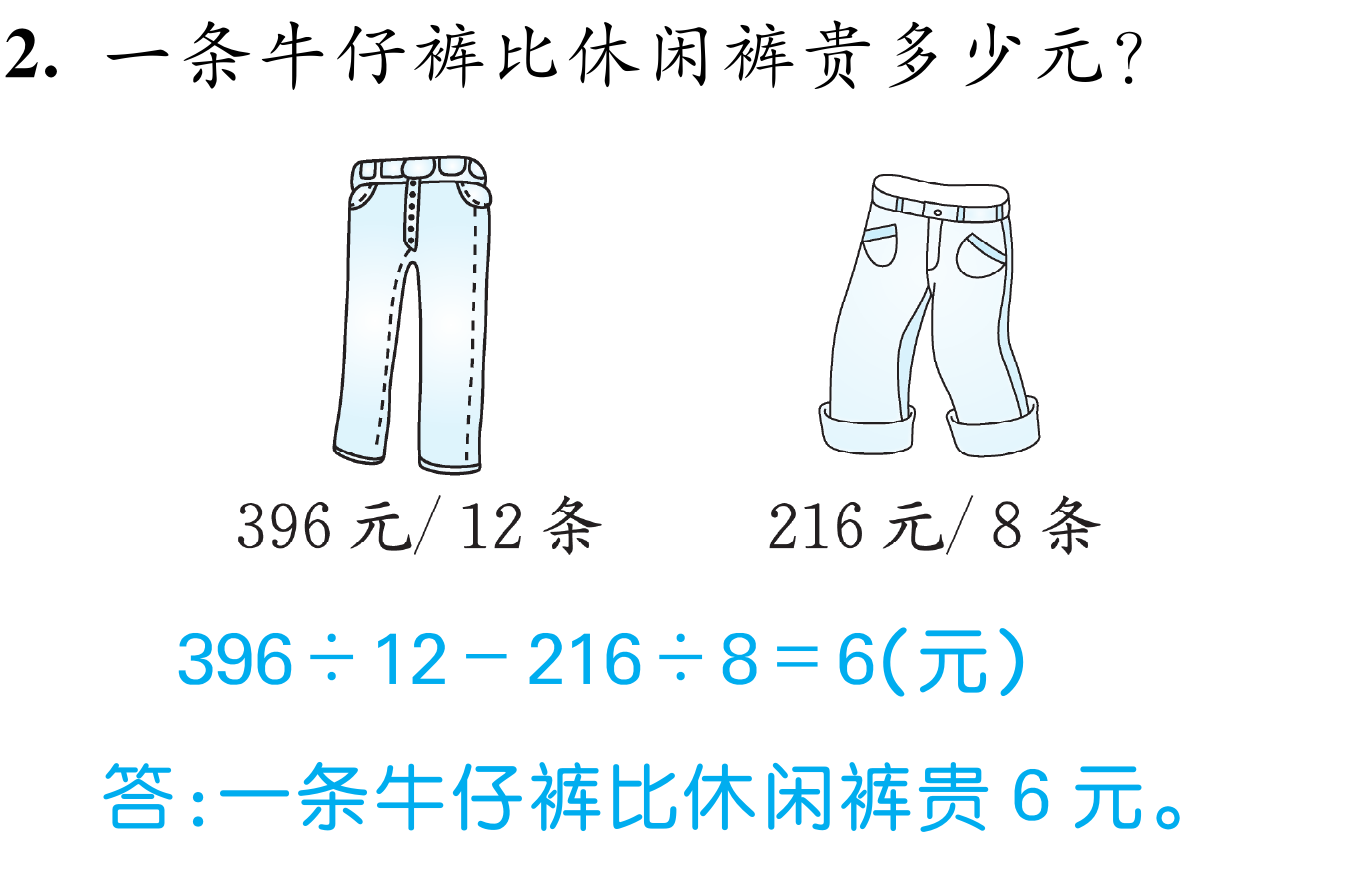 2. 一条牛仔裤比休闲裤贵多少元?
396 元/ 12 条 216 元/ 8 条
396÷12－216÷8＝6(元)
答:一条牛仔裤比休闲裤贵 6 元。